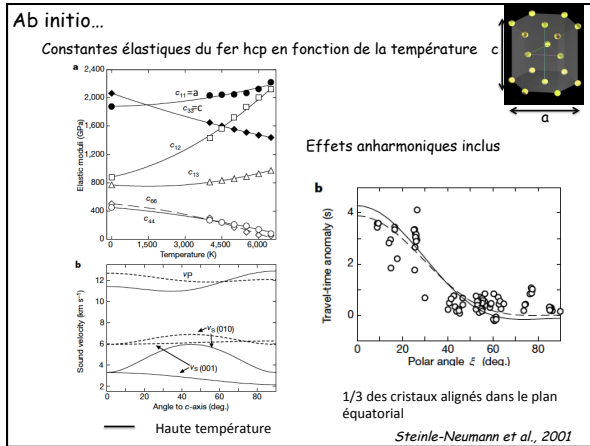 Ab initio…
Constantes élastiques du fer hcp en fonction de la température
c
a
a
2,400
2,000
1,600
1,200
800
400
0
Elastic moduli (GPa)
c11=a
c33=c
c12
c13
c66
c44
0
1,500
3,000
4,500
6,000
Temperature (K)
Effets anharmoniques inclus
b
12
10
8
6
4
2
Sound velocity (km s⁻¹)
vP
vS (010)
vS (001)
0
20
40
60
80
Angle to c-axis (deg.)
b
4
2
0
Travel-time anomaly (s)
0
20
40
60
80
Polar angle ξ (deg.)
Haute température
1/3 des cristaux alignés dans le plan
équatorial
Steinle-Neumann et al., 2001